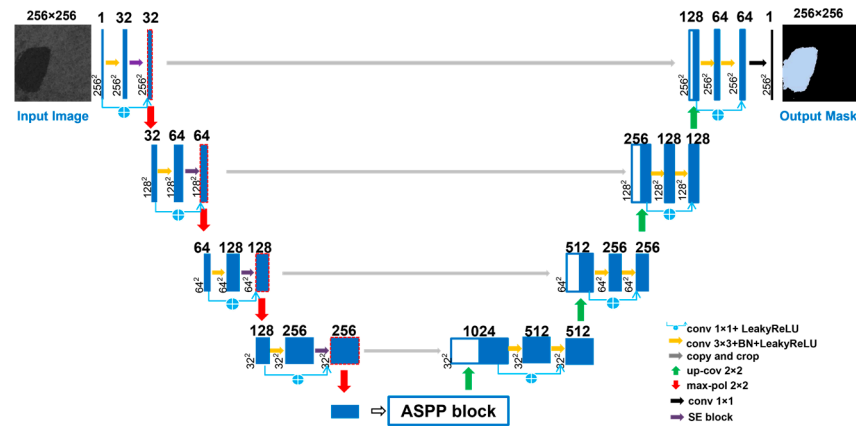 256×256 1 32 32 128 64 64 1 256×256
256² 256² 256² 256² 256² 256² 256²
Input Image Output Mask
32 64 64 256 128 128
128² 128² 128² 128² 128² 128²
64 128 128 512 256 256
64² 64² 64² 64² 64² 64²
128 256 256 1024 512 512
32² 32² 32² 32² 32² 32²
ASPP block
conv 1×1+ LeakyReLU
conv 3×3+BN+LeakyReLU
copy and crop
up-cov 2×2
max-pol 2×2
conv 1×1
SE block